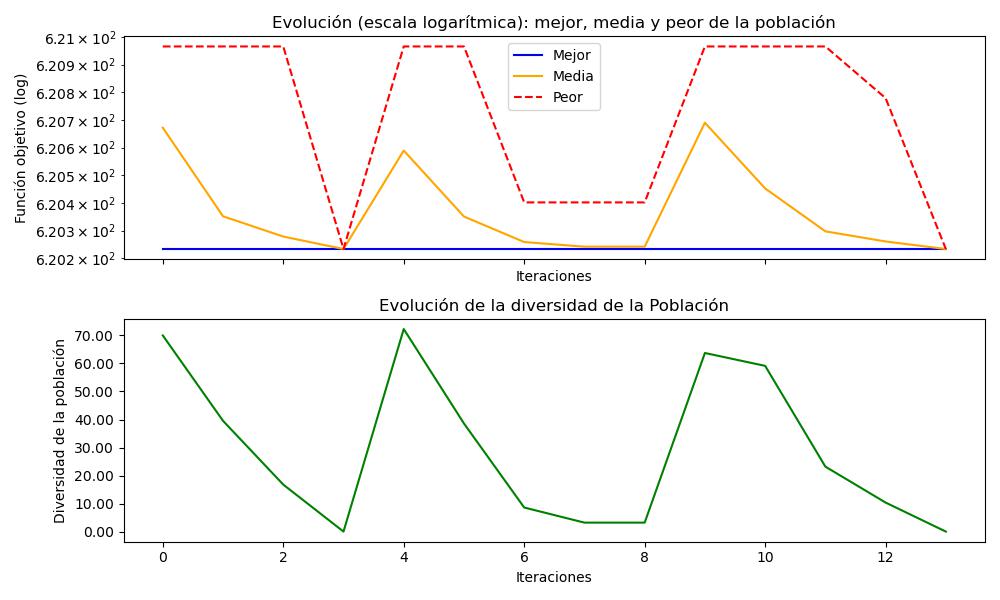 Evolución (escala logarítmica): mejor, media y peor de la población
6.21 × 10²
6.209 × 10²
6.208 × 10²
6.207 × 10²
6.206 × 10²
6.205 × 10²
6.204 × 10²
6.203 × 10²
6.202 × 10²
Función objetivo (log)
Mejor
Media
Peor
Iteraciones
Evolución de la diversidad de la Población
70.00
60.00
50.00
40.00
30.00
20.00
10.00
0.00
Diversidad de la población
0 2 4 6 8 10 12
Iteraciones